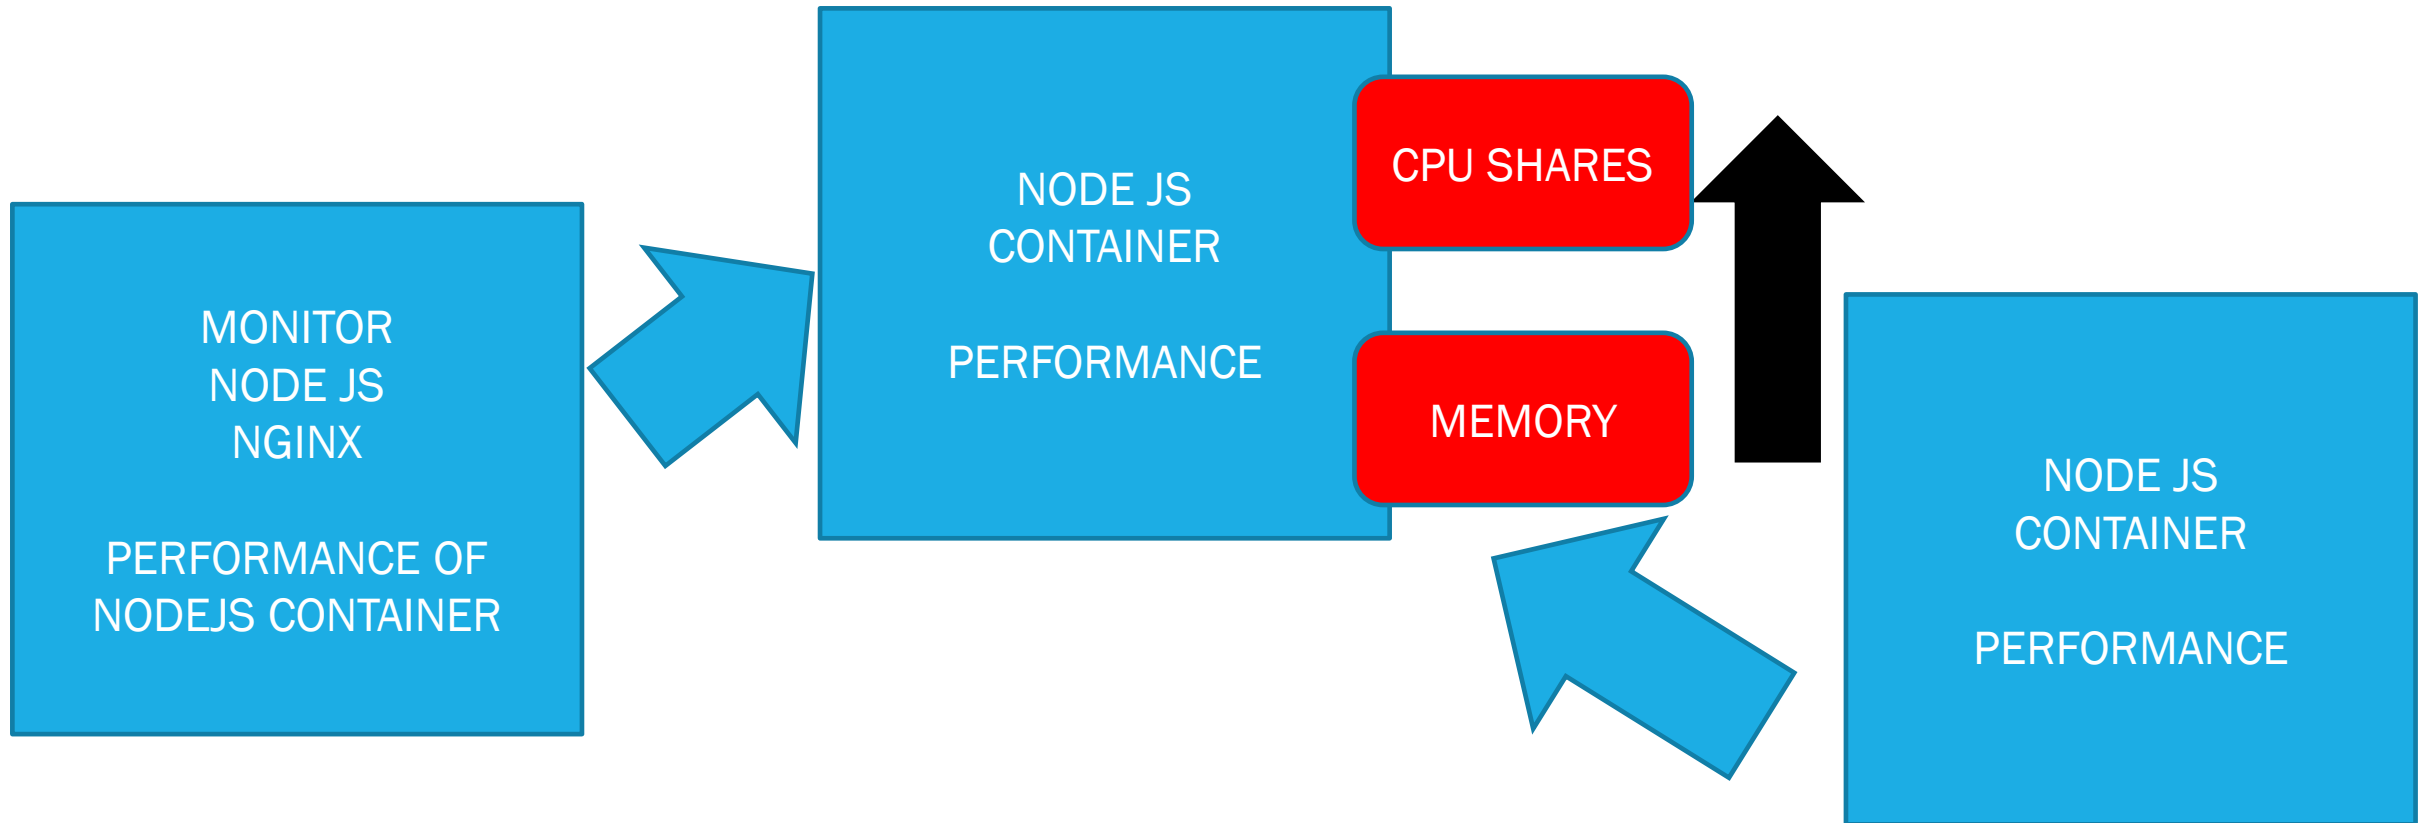 MONITOR
NODE JS
NGINX
PERFORMANCE OF
NODEJS CONTAINER
NODE JS
CONTAINER
PERFORMANCE
CPU SHARES
MEMORY
NODE JS
CONTAINER
PERFORMANCE